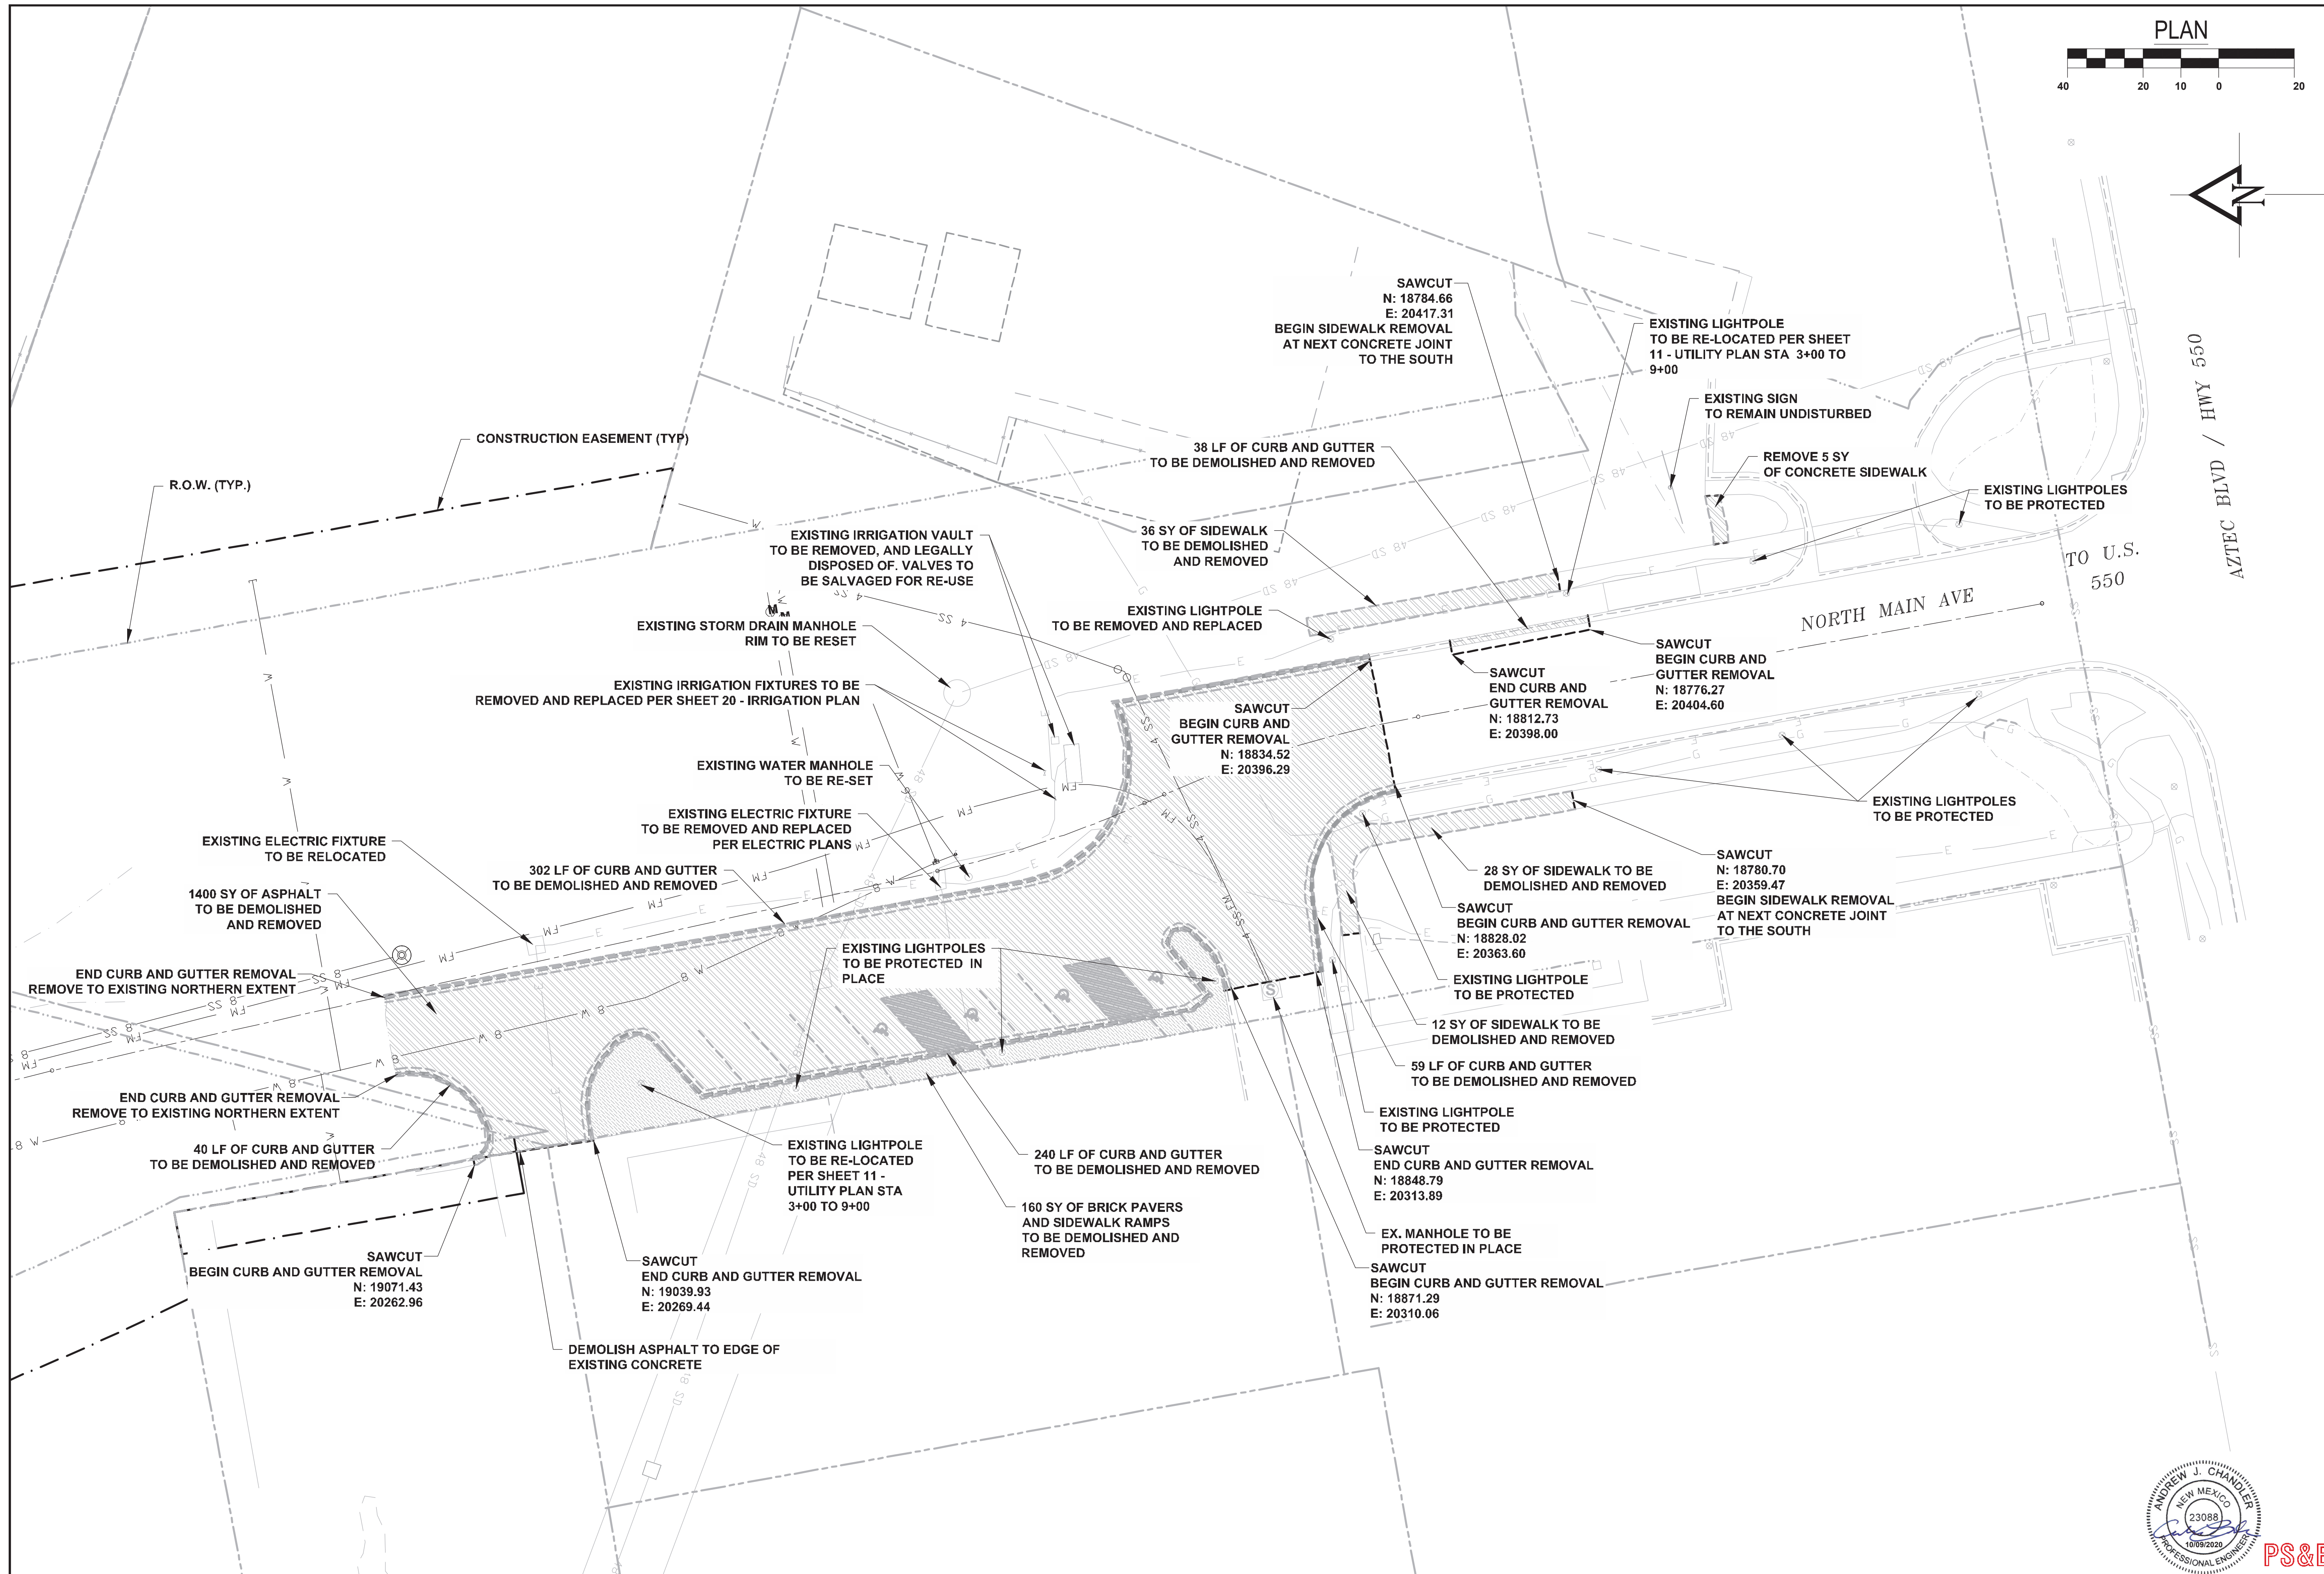 PLAN
40 20 10 0 20
N
SAWCUT
N: 18784.66
E: 20417.31
BEGIN SIDEWALK REMOVAL
AT NEXT CONCRETE JOINT
TO THE SOUTH
EXISTING LIGHTPOLE
TO BE RE-LOCATED PER SHEET
11 - UTILITY PLAN STA 3+00 TO
9+00
EXISTING SIGN
TO REMAIN UNDISTURBED
REMOVE 5 SY
OF CONCRETE SIDEWALK
EXISTING LIGHTPOLES
TO BE PROTECTED
AZTEC BLVD / HWY 550
TO U.S.
550
NORTH MAIN AVE
CONSTRUCTION EASEMENT (TYP)
R.O.W. (TYP.)
38 LF OF CURB AND GUTTER
TO BE DEMOLISHED AND REMOVED
36 SY OF SIDEWALK
TO BE DEMOLISHED
AND REMOVED
EXISTING IRRIGATION VAULT
TO BE REMOVED, AND LEGALLY
DISPOSED OF. VALVES TO
BE SALVAGED FOR RE-USE
EXISTING LIGHTPOLE
TO BE REMOVED AND REPLACED
EXISTING STORM DRAIN MANHOLE
RIM TO BE RESET
EXISTING IRRIGATION FIXTURES TO BE
REMOVED AND REPLACED PER SHEET 20 - IRRIGATION PLAN
EXISTING WATER MANHOLE
TO BE RE-SET
EXISTING ELECTRIC FIXTURE
TO BE REMOVED AND REPLACED
PER ELECTRIC PLANS
EXISTING ELECTRIC FIXTURE
TO BE RELOCATED
302 LF OF CURB AND GUTTER
TO BE DEMOLISHED AND REMOVED
1400 SY OF ASPHALT
TO BE DEMOLISHED
AND REMOVED
END CURB AND GUTTER REMOVAL
REMOVE TO EXISTING NORTHERN EXTENT
END CURB AND GUTTER REMOVAL
REMOVE TO EXISTING NORTHERN EXTENT
40 LF OF CURB AND GUTTER
TO BE DEMOLISHED AND REMOVED
SAWCUT
BEGIN CURB AND
GUTTER REMOVAL
N: 18834.52
E: 20396.29
SAWCUT
END CURB AND
GUTTER REMOVAL
N: 18812.73
E: 20398.00
SAWCUT
BEGIN CURB AND
GUTTER REMOVAL
N: 18776.27
E: 20404.60
EXISTING LIGHTPOLES
TO BE PROTECTED
SAWCUT
N: 18780.70
E: 20359.47
BEGIN SIDEWALK REMOVAL
AT NEXT CONCRETE JOINT
TO THE SOUTH
28 SY OF SIDEWALK TO BE
DEMOLISHED AND REMOVED
SAWCUT
BEGIN CURB AND GUTTER REMOVAL
N: 18828.02
E: 20363.60
EXISTING LIGHTPOLE
TO BE PROTECTED
12 SY OF SIDEWALK TO BE
DEMOLISHED AND REMOVED
59 LF OF CURB AND GUTTER
TO BE DEMOLISHED AND REMOVED
EXISTING LIGHTPOLE
TO BE PROTECTED
SAWCUT
END CURB AND GUTTER REMOVAL
N: 18848.79
E: 20313.89
EX. MANHOLE TO BE
PROTECTED IN PLACE
SAWCUT
BEGIN CURB AND GUTTER REMOVAL
N: 18871.29
E: 20310.06
EXISTING LIGHTPOLES
TO BE PROTECTED IN
PLACE
EXISTING LIGHTPOLE
TO BE RE-LOCATED
PER SHEET 11 -
UTILITY PLAN STA
3+00 TO 9+00
240 LF OF CURB AND GUTTER
TO BE DEMOLISHED AND REMOVED
160 SY OF BRICK PAVERS
AND SIDEWALK RAMPS
TO BE DEMOLISHED AND
REMOVED
SAWCUT
BEGIN CURB AND GUTTER REMOVAL
N: 19071.43
E: 20262.96
SAWCUT
END CURB AND GUTTER REMOVAL
N: 19039.93
E: 20269.44
DEMOLISH ASPHALT TO EDGE OF
EXISTING CONCRETE
ANDREW J. CHANDLER
NEW MEXICO
23088
10/09/2020
PROFESSIONAL ENGINEER